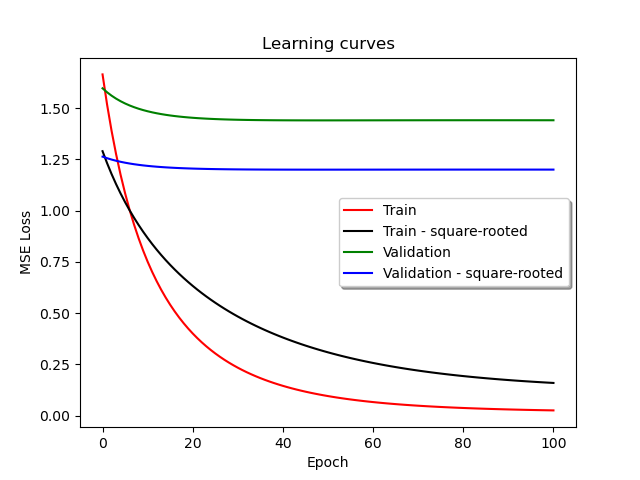 Learning curves
MSE Loss
1.50
1.25
1.00
0.75
0.50
0.25
0.00
Train
Train - square-rooted
Validation
Validation - square-rooted
0 20 40 60 80 100
Epoch